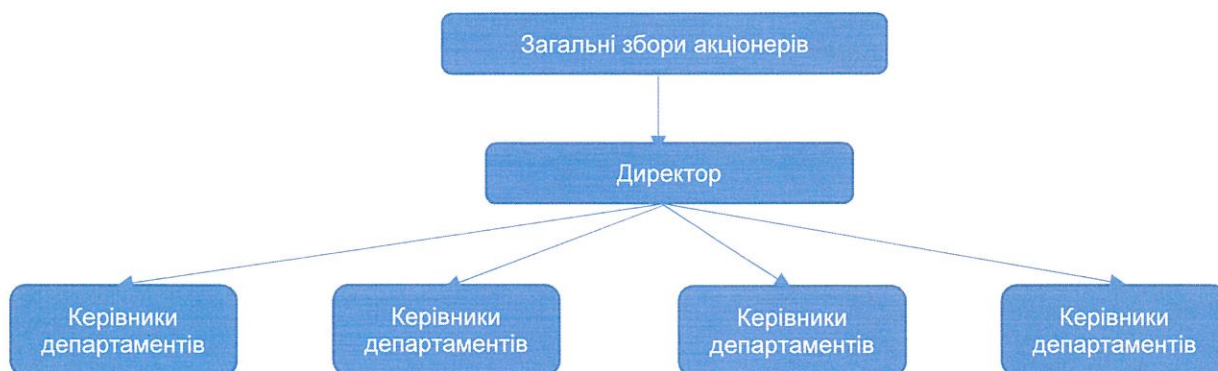 Загальні збори акціонерів
Директор
Керівники
департаментів
Керівники
департаментів
Керівники
департаментів
Керівники
департаментів